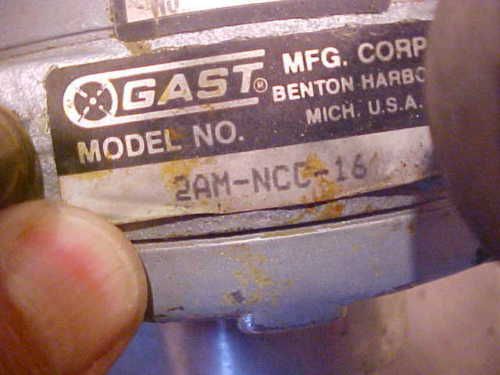 GAST® MFG. CORP
BENTON HARBO
MICH. U.S.A.
MODEL NO.
2AM-NCC-16